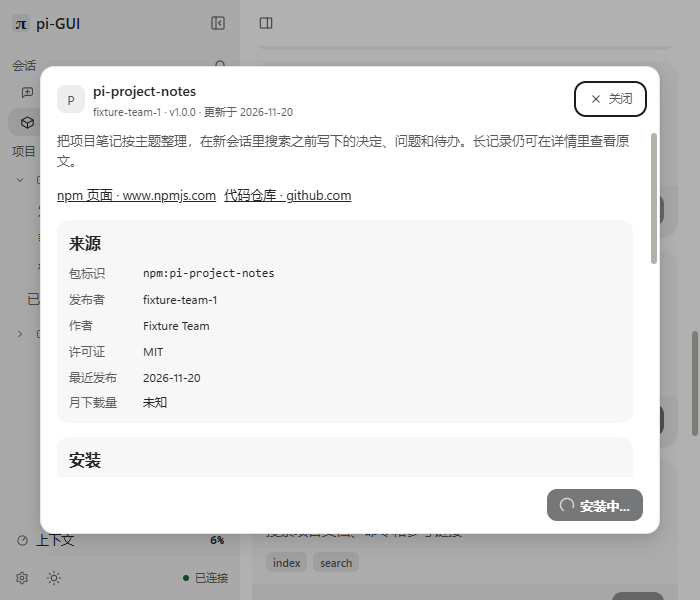 π pi-GUI
会话
项目
已
上下文 6%
已连接
pi-project-notes
P
fixture-team-1 · v1.0.0 · 更新于 2026-11-20
× 关闭
把项目笔记按主题整理，在新会话里搜索之前写下的决定、问题和待办。长记录仍可在详情里查看原
文。
npm 页面 · www.npmjs.com 代码仓库 · github.com
来源
包标识 npm:pi-project-notes
发布者 fixture-team-1
作者 Fixture Team
许可证 MIT
最近发布 2026-11-20
月下载量 未知
安装
安装中...
index search